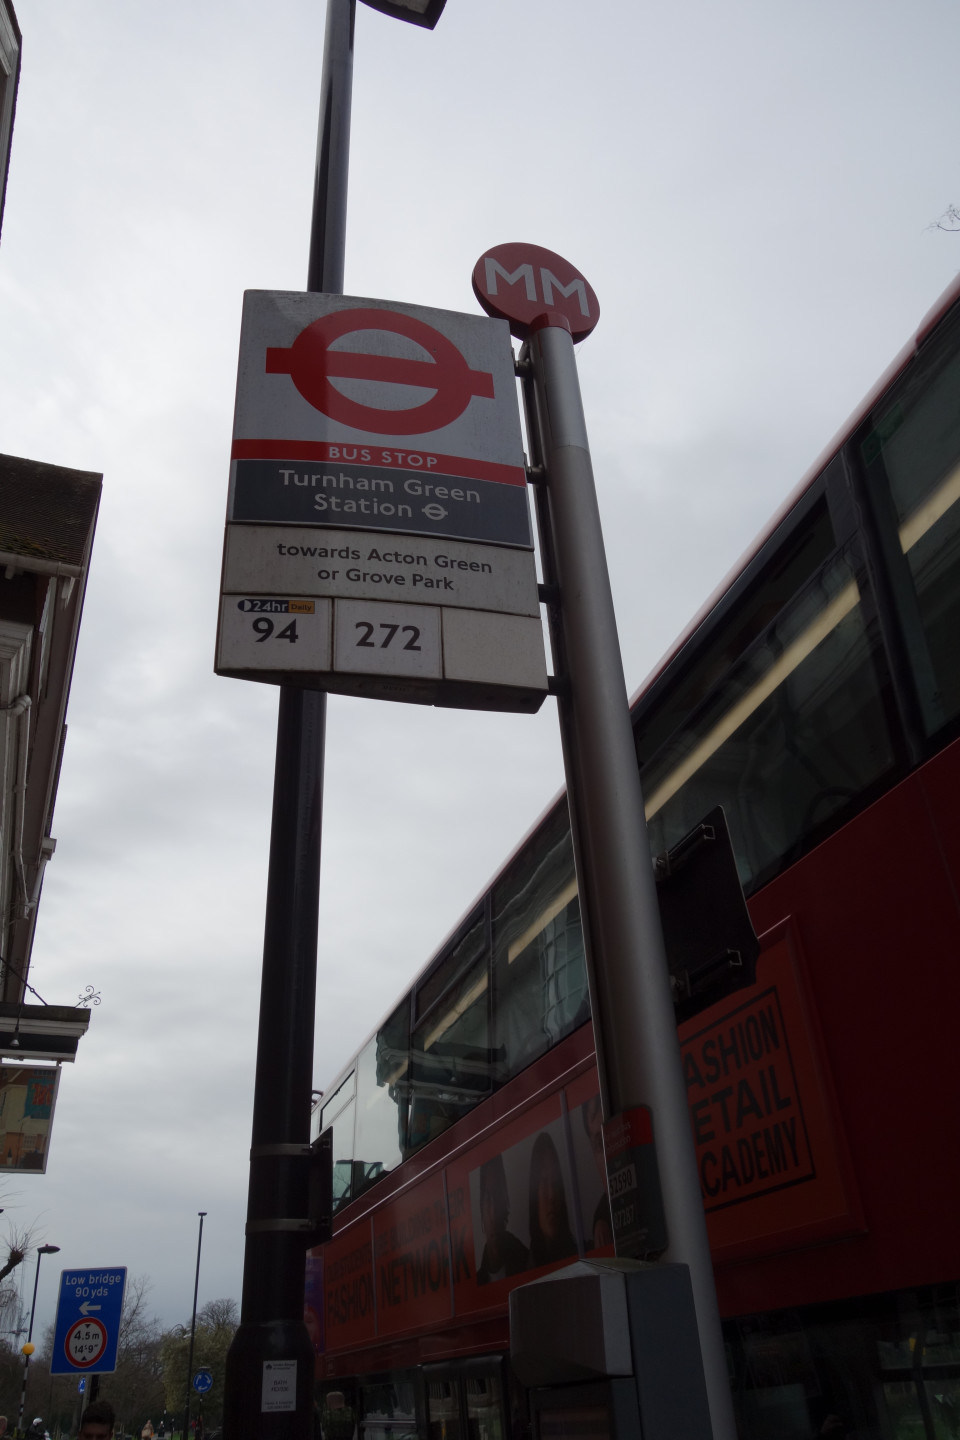 MM
BUS STOP
Turnham Green
Station
towards Acton Green
or Grove Park
24hr Daily
94
272
FASHION
RETAIL
ACADEMY
FASHION NETWORK
Low bridge
90 yds
4.5m
14'9"